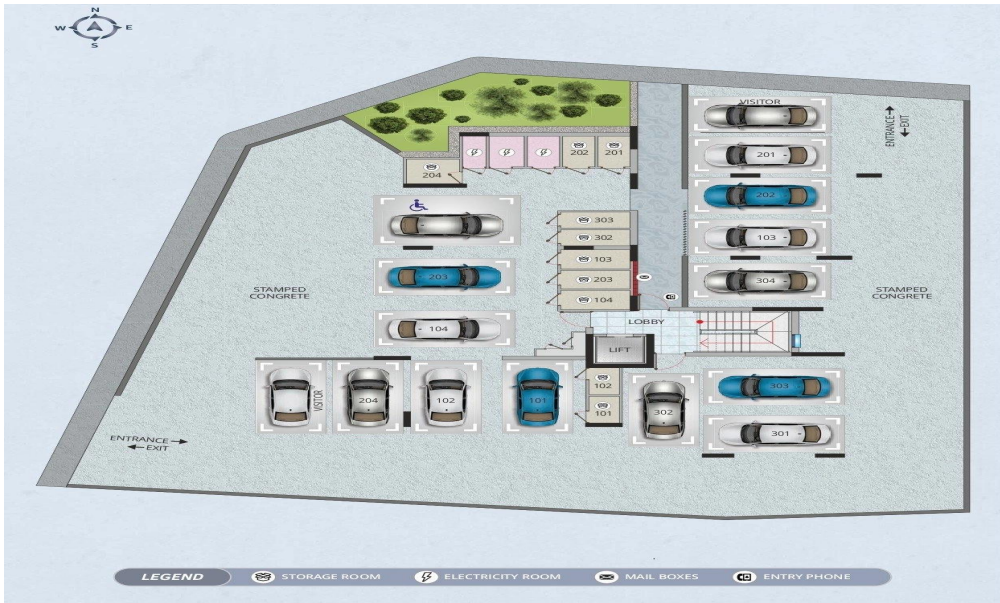 N
W E
S
VISITOR
ENTRANCE
EXIT
201
202
201
204
202
303
302
103
103
203
203
304
104
STAMPED
CONCRETE
STAMPED
CONCRETE
LOBBY
104
LIFT
102
303
VISITOR
204
102
101
101
302
301
ENTRANCE
EXIT
LEGEND
STORAGE ROOM
ELECTRICITY ROOM
MAIL BOXES
ENTRY PHONE